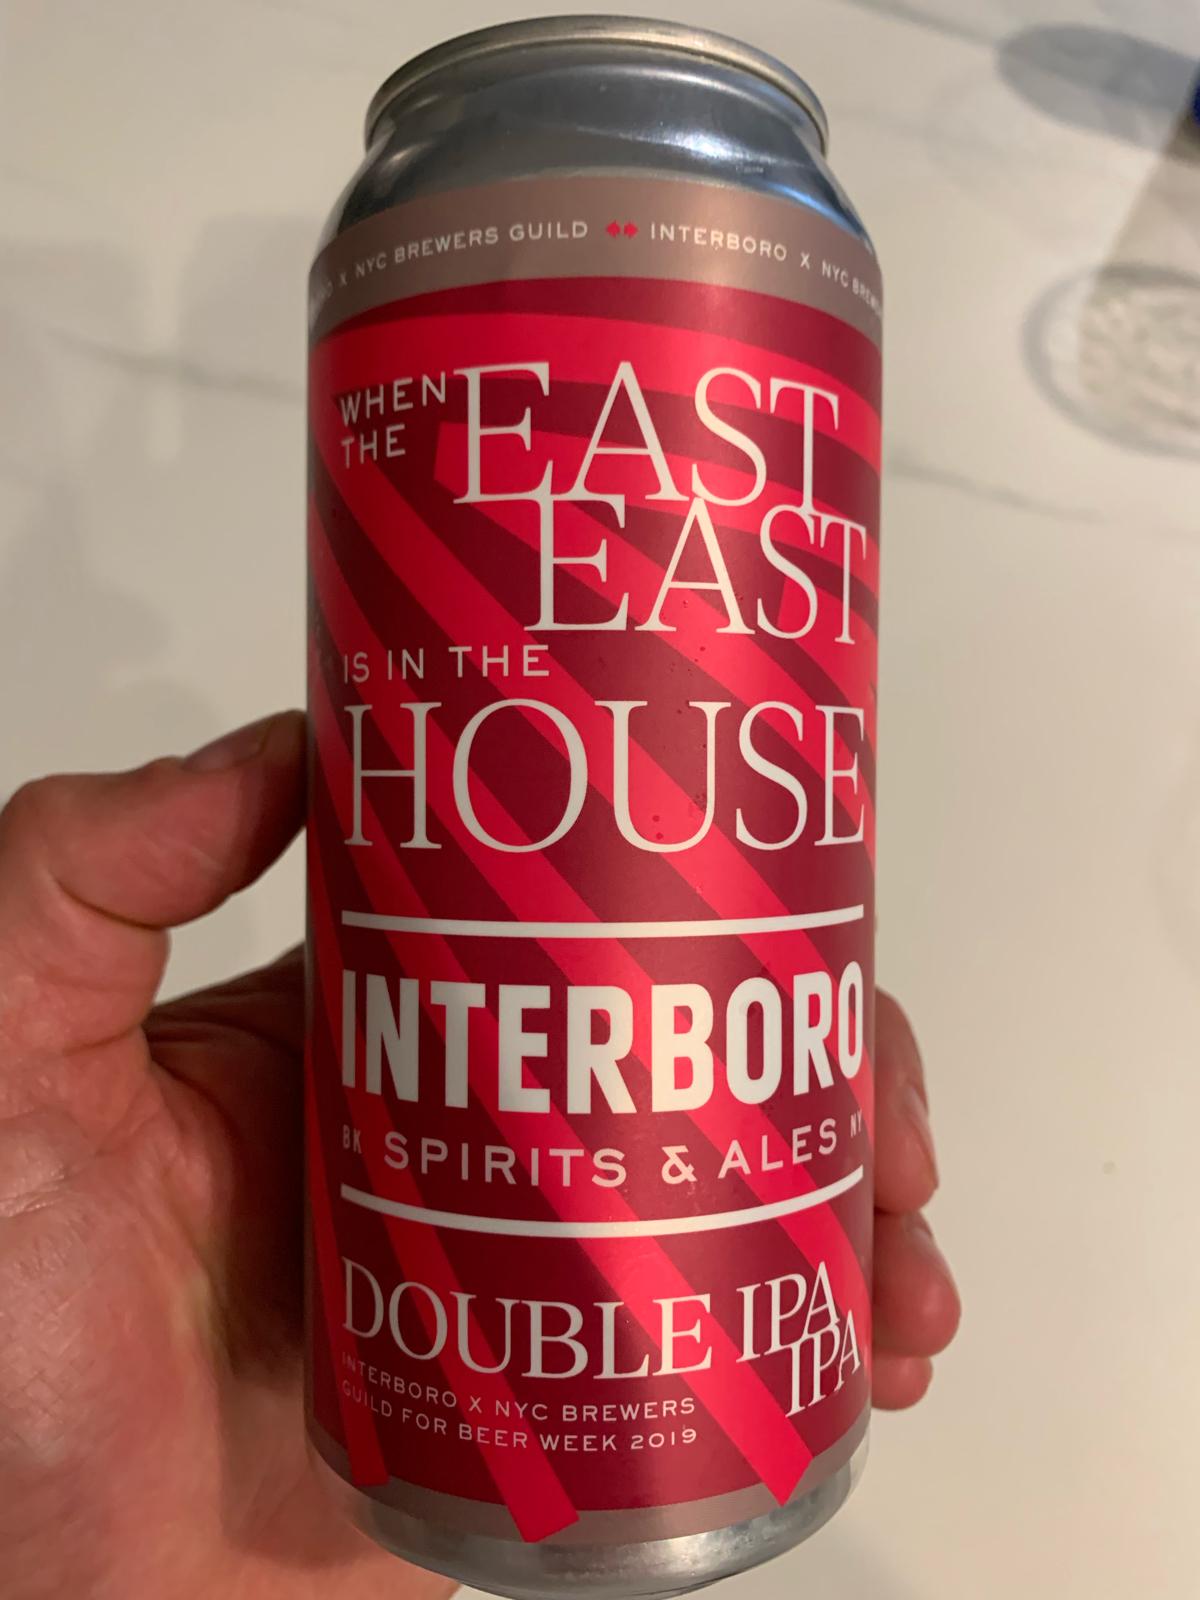 X NYC BREWERS GUILD INTERBORO X NYC
WHEN THE EAST
EAST
IS IN THE
HOUSE
INTERBORO
BK SPIRITS & ALES NY
DOUBLE IPA
IPA
INTERBORO X NYC BREWERS
GUILD FOR BEER WEEK 2019